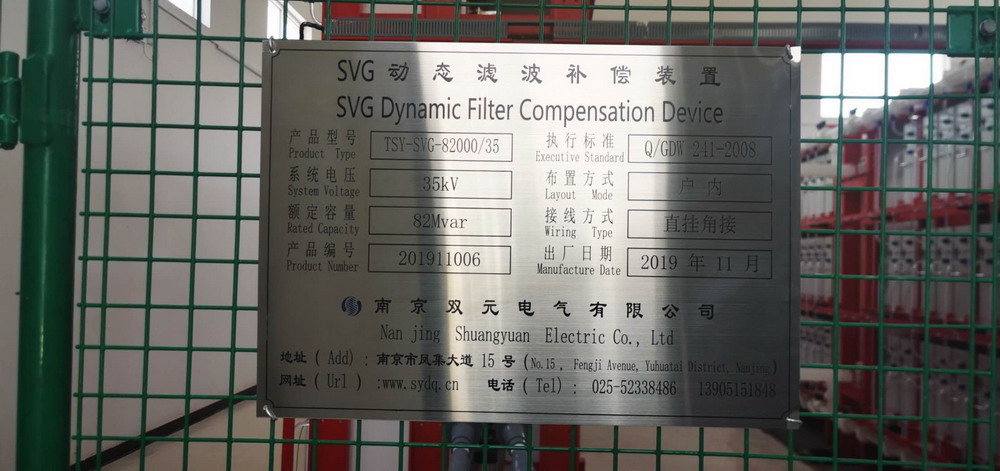 SVG 动态滤波补偿装置
SVG Dynamic Filter Compensation Device
产品型号 TSY-SVG-82000/35 执行标准 Q/GDW 241-2008
Product Type Executive Standard
系统电压 35kV 布置方式 户内
System Voltage Layout Mode
额定容量 82Mvar 接线方式 直挂角接
Rated Capacity Wiring Type
产品编号 201911006 出厂日期 2019 年 11 月
Product Number Manufacture Date
南京双元电气有限公司
Nan jing Shuangyuan Electric Co., Ltd
地址 ( Add) : 南京市凤集大道 15 号 (No.15 , Fengji Avenue, Yuhuatai District, Nanjing)
网址 ( Url ) :www.sydq.cn 电话 ( Tel) : 025-52338486 13905151848